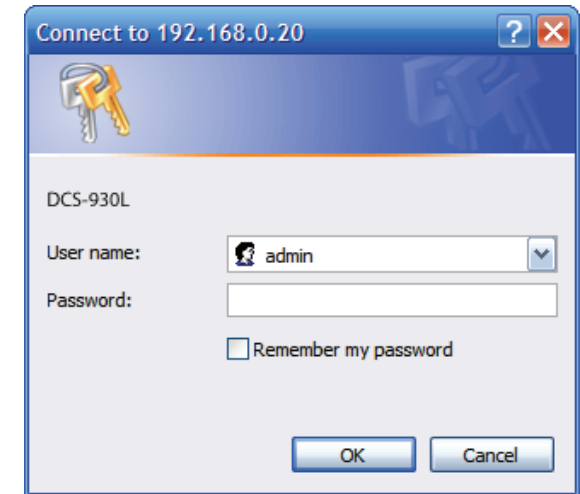 Connect to 192.168.0.20
DCS-930L
User name:
admin
Password:
Remember my password
OK
Cancel